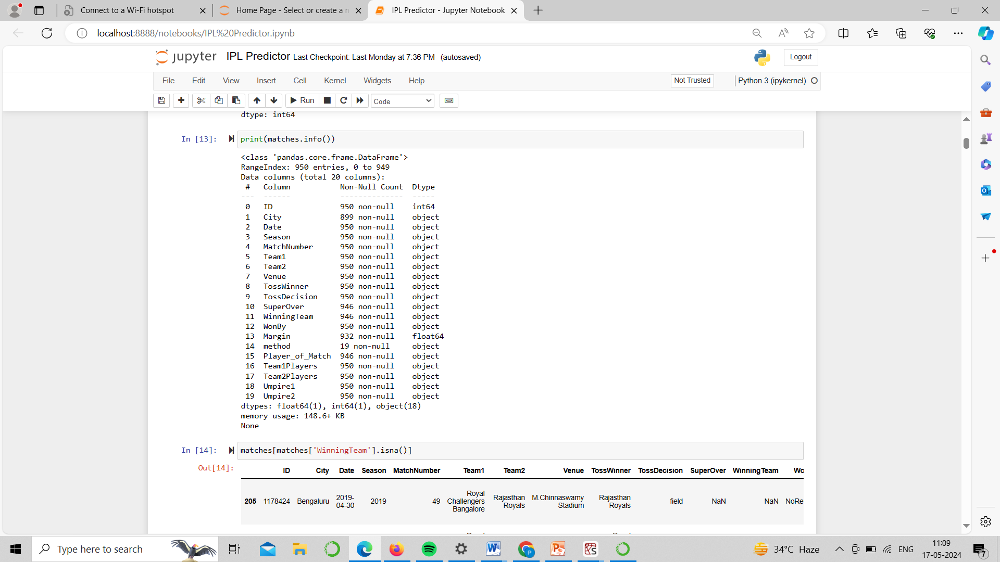 Connect to a Wi-Fi hotspot
Home Page - Select or create a n
IPL Predictor - Jupyter Notebook
localhost:8888/notebooks/IPL%20Predictor.ipynb
jupyter IPL Predictor Last Checkpoint: Last Monday at 7:36 PM (autosaved)
Logout
File Edit View Insert Cell Kernel Widgets Help
Not Trusted
Python 3 (ipykernel)
Run
Code
dtype: int64
In [13]: print(matches.info())
<class 'pandas.core.frame.DataFrame'>
RangeIndex: 950 entries, 0 to 949
Data columns (total 20 columns):
# Column Non-Null Count Dtype
--- ------ -------------- -----
0 ID 950 non-null int64
1 City 899 non-null object
2 Date 950 non-null object
3 Season 950 non-null object
4 MatchNumber 950 non-null object
5 Team1 950 non-null object
6 Team2 950 non-null object
7 Venue 950 non-null object
8 TossWinner 950 non-null object
9 TossDecision 950 non-null object
10 SuperOver 946 non-null object
11 WinningTeam 946 non-null object
12 WonBy 950 non-null object
13 Margin 932 non-null float64
14 method 19 non-null object
15 Player_of_Match 946 non-null object
16 Team1Players 950 non-null object
17 Team2Players 950 non-null object
18 Umpire1 950 non-null object
19 Umpire2 950 non-null object
dtypes: float64(1), int64(1), object(18)
memory usage: 148.6+ KB
None
In [14]: matches[matches['WinningTeam'].isna()]
Out[14]:
ID City Date Season MatchNumber Team1 Team2 Venue TossWinner TossDecision SuperOver WinningTeam Wo
205 1178424 Bengaluru 2019-04-30 2019 49 Royal Challengers Bangalore Rajasthan Royals M.Chinnaswamy Stadium Rajasthan Royals field NaN NaN NoRe
Type here to search
34°C Haze
ENG
11:09
17-05-2024
7